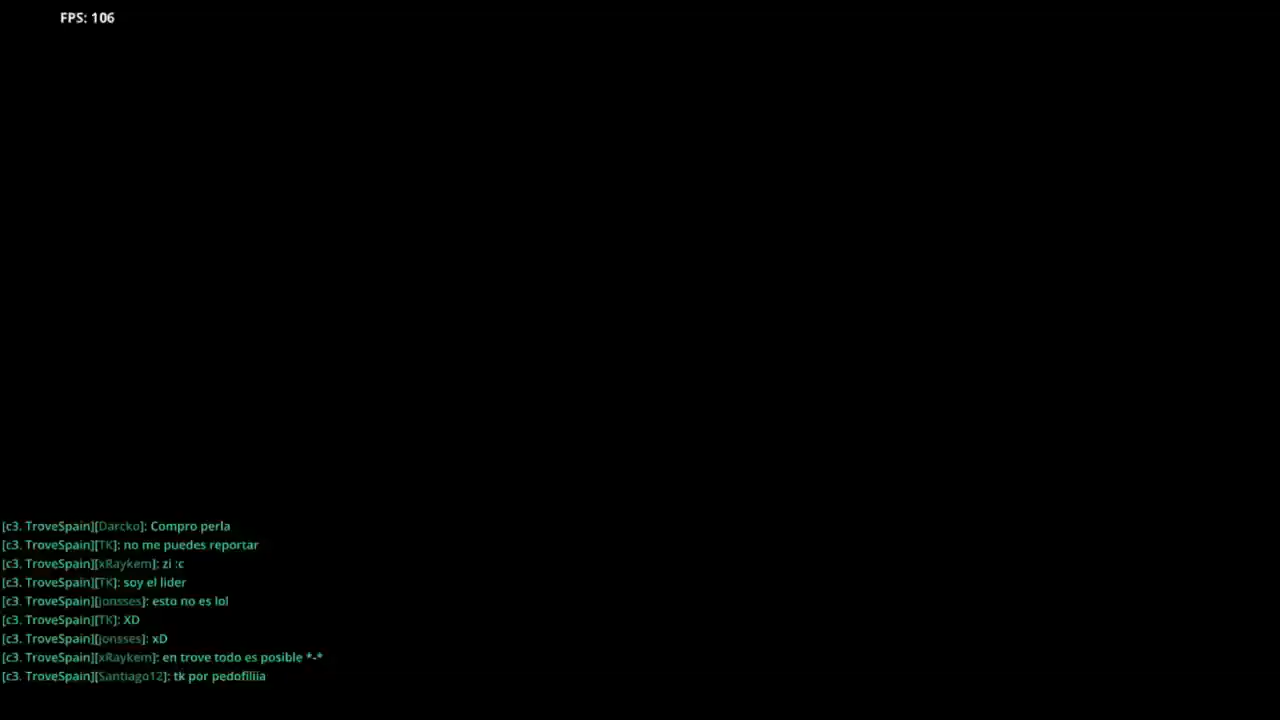 FPS: 106
[c3. TroveSpain][Darcko]: Compro perla
[c3. TroveSpain][TK]: no me puedes reportar
[c3. TroveSpain][xRaykem]: zi :c
[c3. TroveSpain][TK]: soy el lider
[c3. TroveSpain][jonsses]: esto no es lol
[c3. TroveSpain][TK]: XD
[c3. TroveSpain][jonsses]: xD
[c3. TroveSpain][xRaykem]: en trove todo es posible *-*
[c3. TroveSpain][Santiago12]: tk por pedofiliia